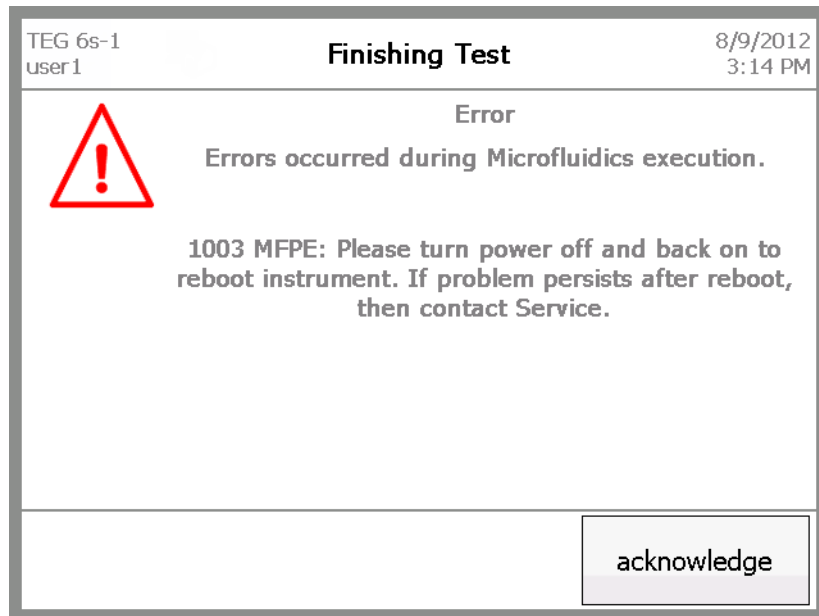 TEG 6s-1
user1
Finishing Test
8/9/2012
3:14 PM
Error
Errors occurred during Microfluidics execution.
1003 MFPE: Please turn power off and back on to
reboot instrument. If problem persists after reboot,
then contact Service.
acknowledge